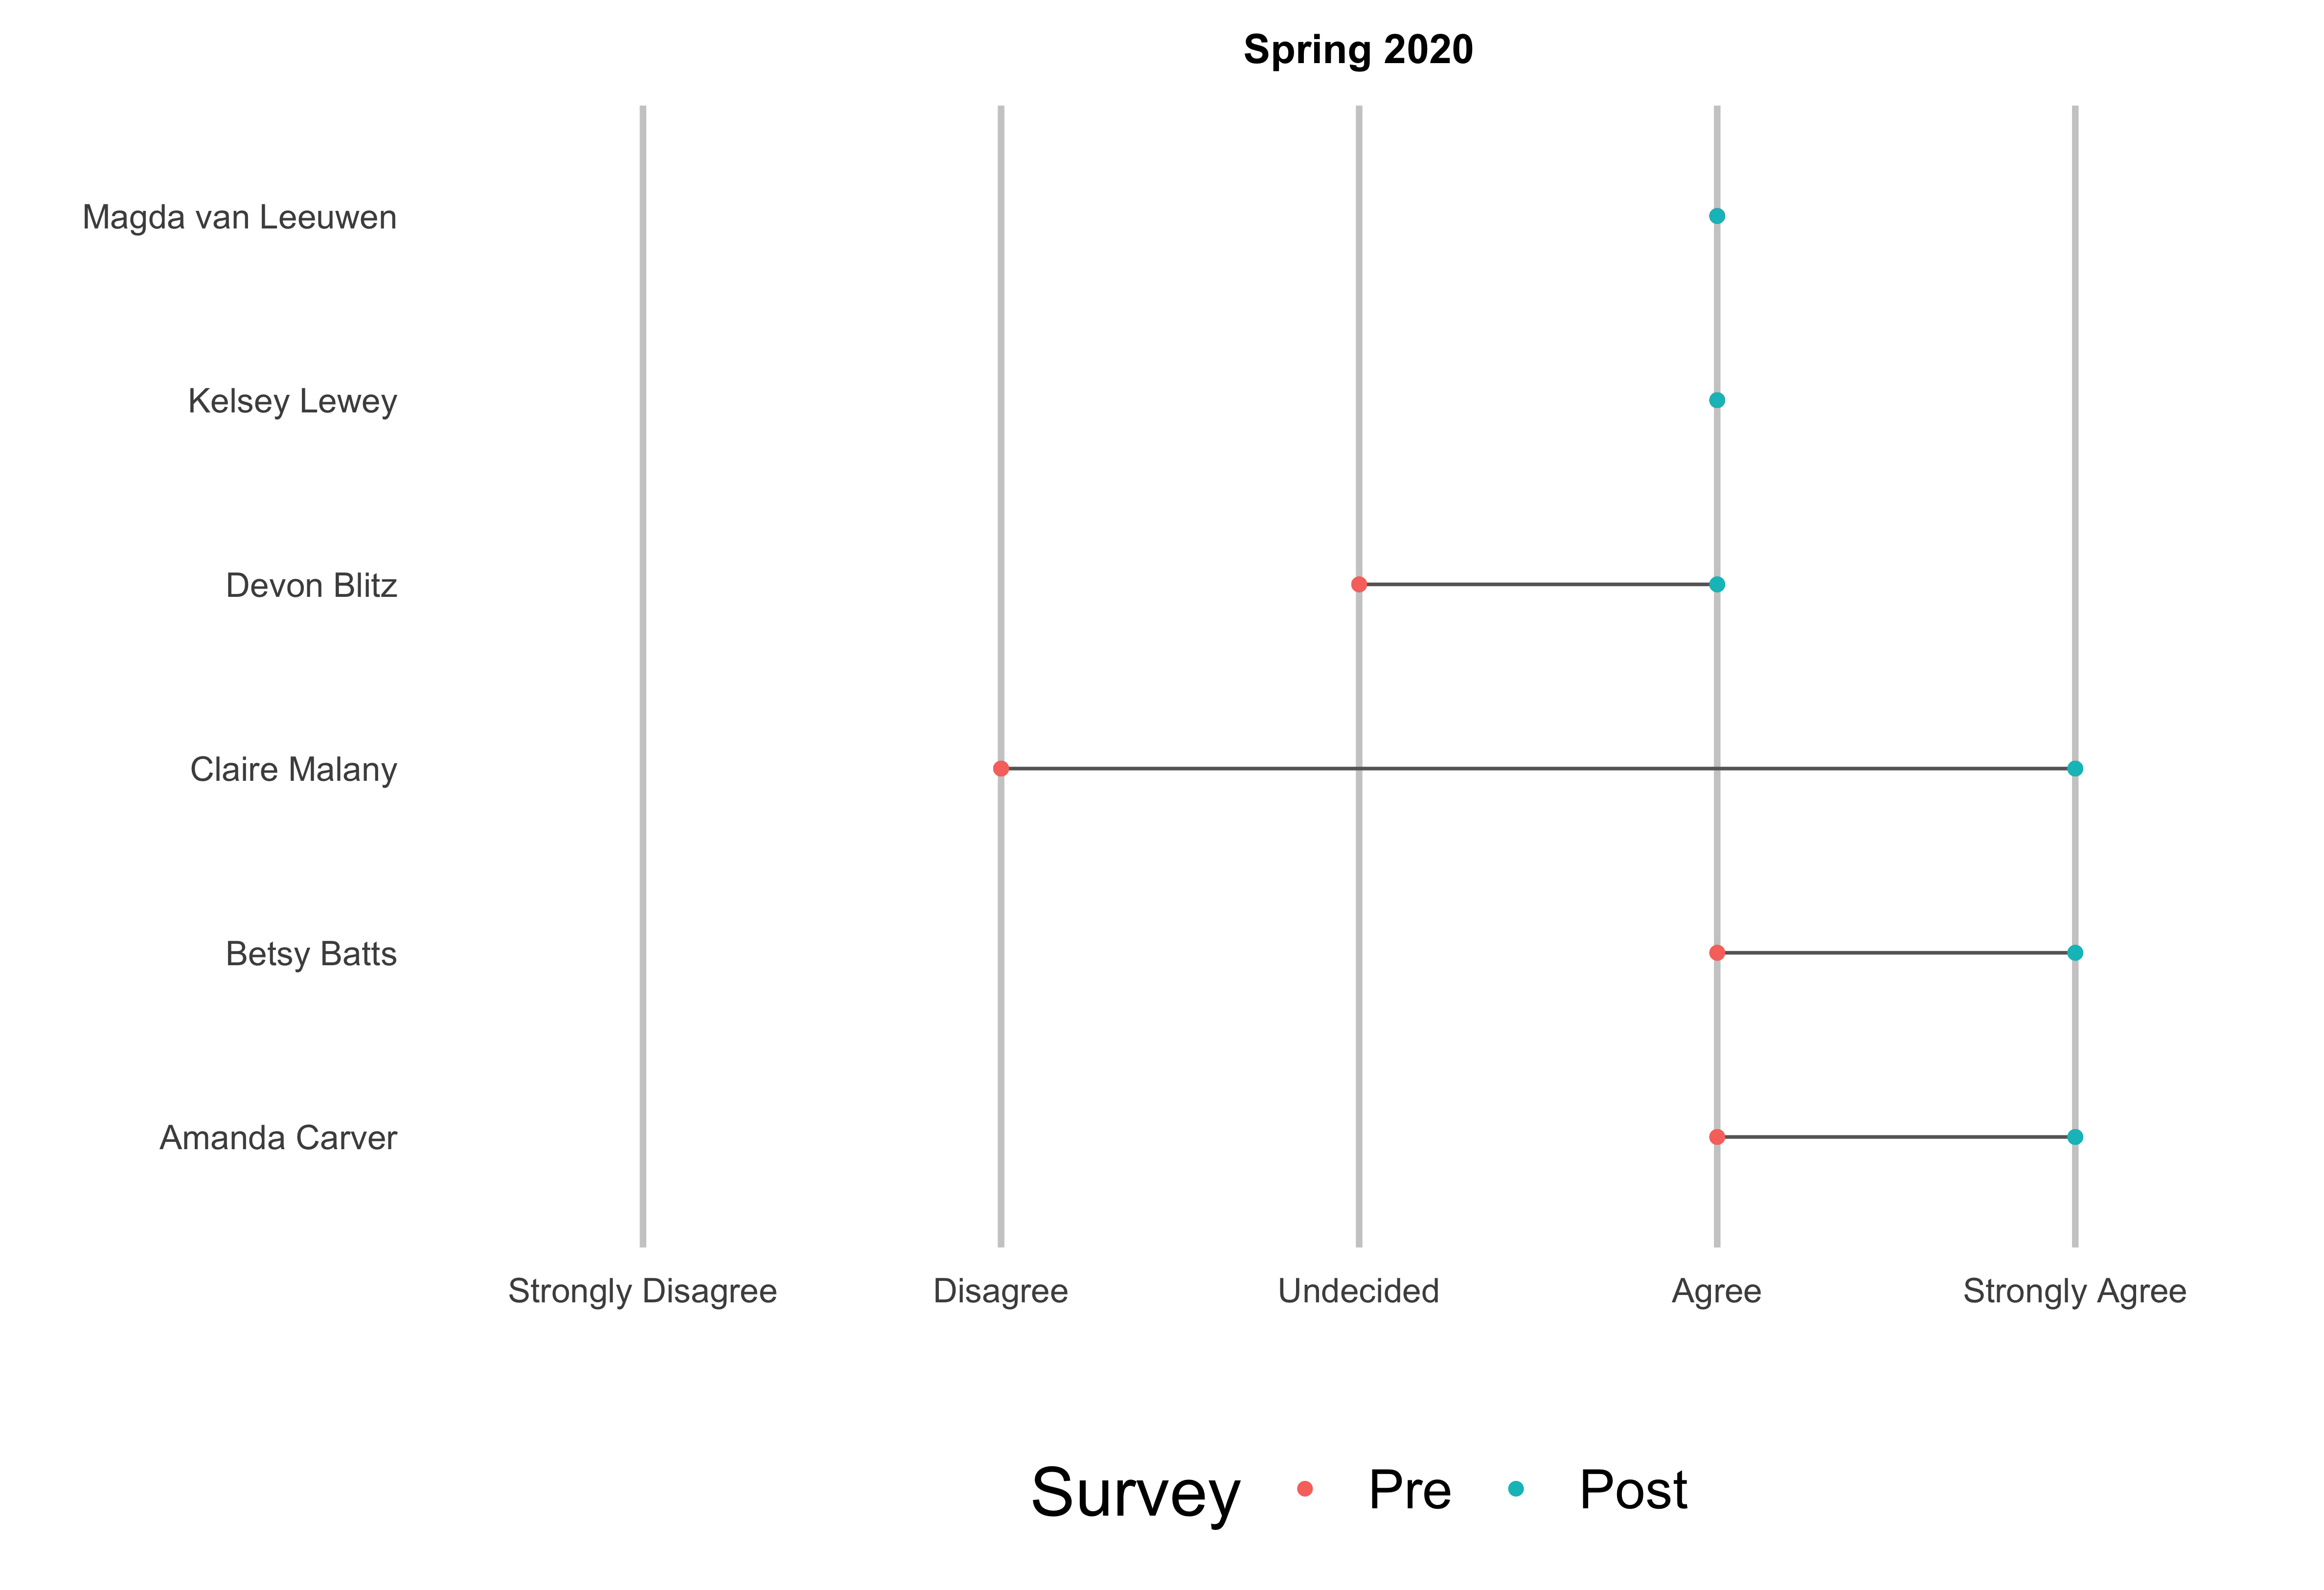 Spring 2020
Magda van Leeuwen
Kelsey Lewey
Devon Blitz
Claire Malany
Betsy Batts
Amanda Carver
Strongly Disagree Disagree Undecided Agree Strongly Agree
Survey Pre Post